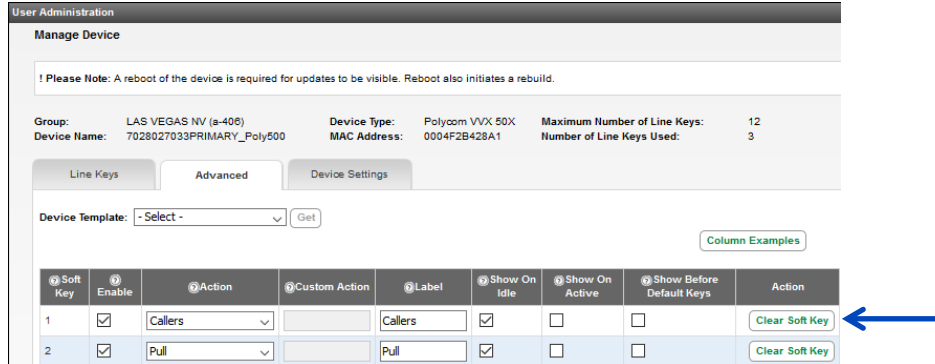 User Administration
Manage Device
! Please Note: A reboot of the device is required for updates to be visible. Reboot also initiates a rebuild.
Group: LAS VEGAS NV (a-406) Device Type: Polycom VVX 50X Maximum Number of Line Keys: 12
Device Name: 7028027033PRIMARY_Poly500 MAC Address: 0004F2B428A1 Number of Line Keys Used: 3
Line Keys Advanced Device Settings
Device Template: - Select - Get
Column Examples
Soft Key Enable Action Custom Action Label Show On Idle Show On Active Show Before Default Keys Action
1 Callers Callers Clear Soft Key
2 Pull Pull Clear Soft Key